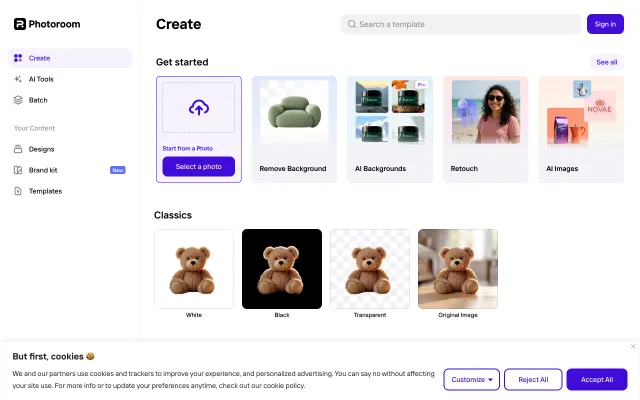 Photoroom
Create
Search a template
Sign in
Create
AI Tools
Batch
Your Content
Designs
Brand kit
New
Templates
Get started
See all
Start from a Photo
Select a photo
Remove Background
Pro
AI Backgrounds
Retouch
NOVAÉ
AI Images
Classics
White
Black
Transparent
Original Image
But first, cookies 🍪
We and our partners use cookies and trackers to improve your experience, and personalized advertising. You can say no without affecting
your site use. For more info or to update your preferences anytime, check out our cookie policy.
Customize
Reject All
Accept All